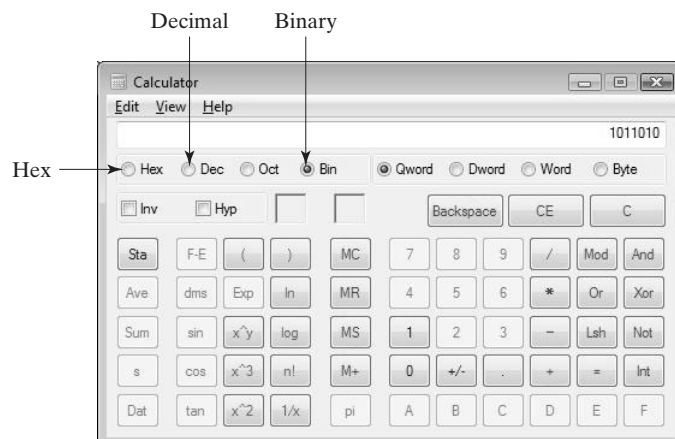 Decimal Binary
Calculator
Edit View Help
1011010
Hex
Hex Dec Oct Bin Qword Dword Word Byte
Inv Hyp Backspace CE C
Sta F-E ( ) MC 7 8 9 / Mod And
Ave dms Exp ln MR 4 5 6 * Or Xor
Sum sin x^y log MS 1 2 3 - Lsh Not
s cos x^3 n! M+ 0 +/- . + = Int
Dat tan x^2 1/x pi A B C D E F